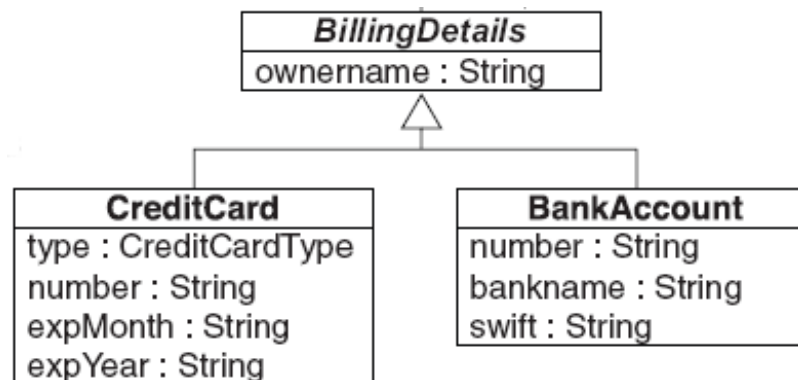 BillingDetails
ownername : String
CreditCard
type : CreditCardType
number : String
expMonth : String
expYear : String
BankAccount
number : String
bankname : String
swift : String